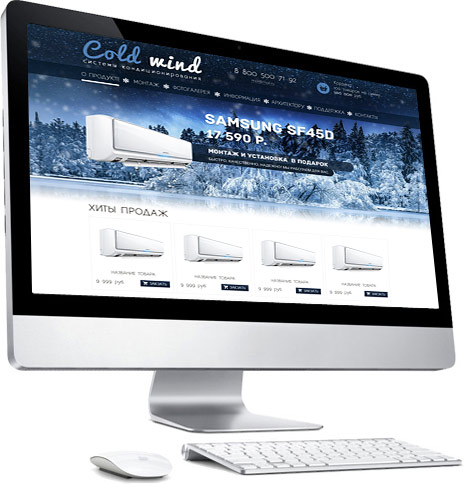 Cold wind
системы кондиционирования
8 800 500 71 92
Корзина
О ПРОДУКТЕ
МОНТАЖ
ФОТОГАЛЕРЕЯ
ИНФОРМАЦИЯ
АРХИТЕКТОРУ
ПОДДЕРЖКА
КОНТАКТЫ
SAMSUNG SF45D
17 590 Р.
МОНТАЖ И УСТАНОВКА В ПОДАРОК
БЫСТРО, КАЧЕСТВЕННО, НАДЕЖНО! МЫ РАБОТАЕМ ДЛЯ ВАС.
ХИТЫ ПРОДАЖ
НАЗВАНИЕ ТОВАРА
9 999 руб.
ЗАКАЗАТЬ
НАЗВАНИЕ ТОВАРА
9 999 руб.
ЗАКАЗАТЬ
НАЗВАНИЕ ТОВАРА
9 999 руб.
ЗАКАЗАТЬ
НАЗВАНИЕ ТОВАРА
9 999 руб.
ЗАКАЗАТЬ